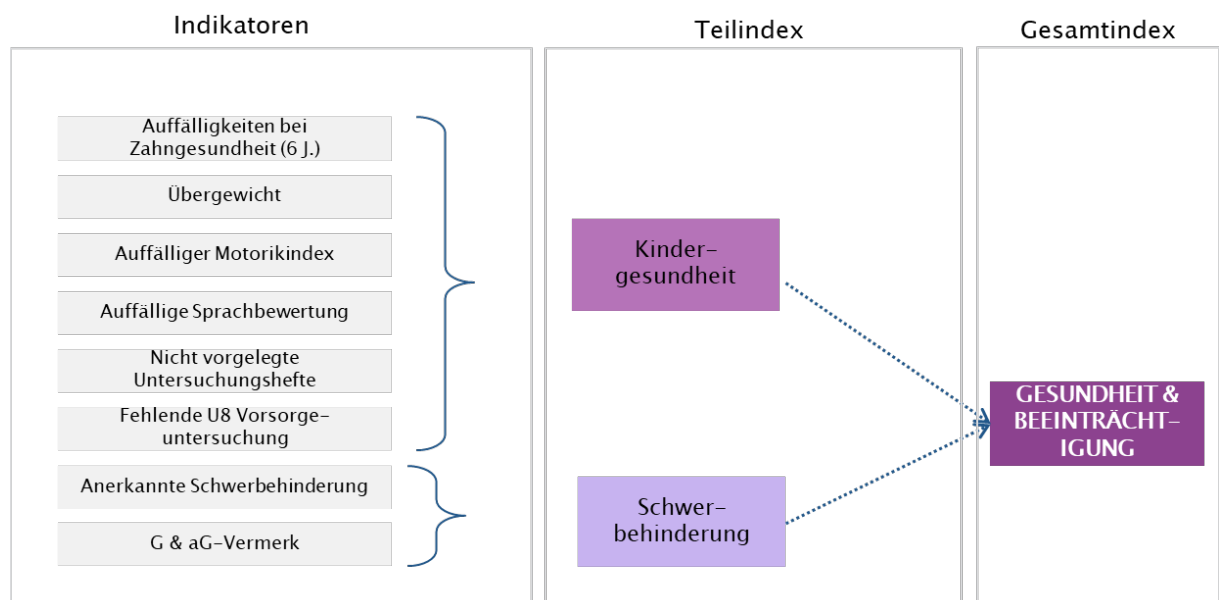 Indikatoren
Teilindex
Gesamtindex
Auffälligkeiten bei
Zahngesundheit (6 J.)
Übergewicht
Auffälliger Motorikindex
Auffällige Sprachbewertung
Nicht vorgelegte
Untersuchungshefte
Fehlende U8 Vorsorge-
untersuchung
Anerkannte Schwerbehinderung
G & aG-Vermerk
Kinder-
gesundheit
Schwer-
behinderung
GESUNDHEIT &
BEEINTRÄCHT-
IGUNG